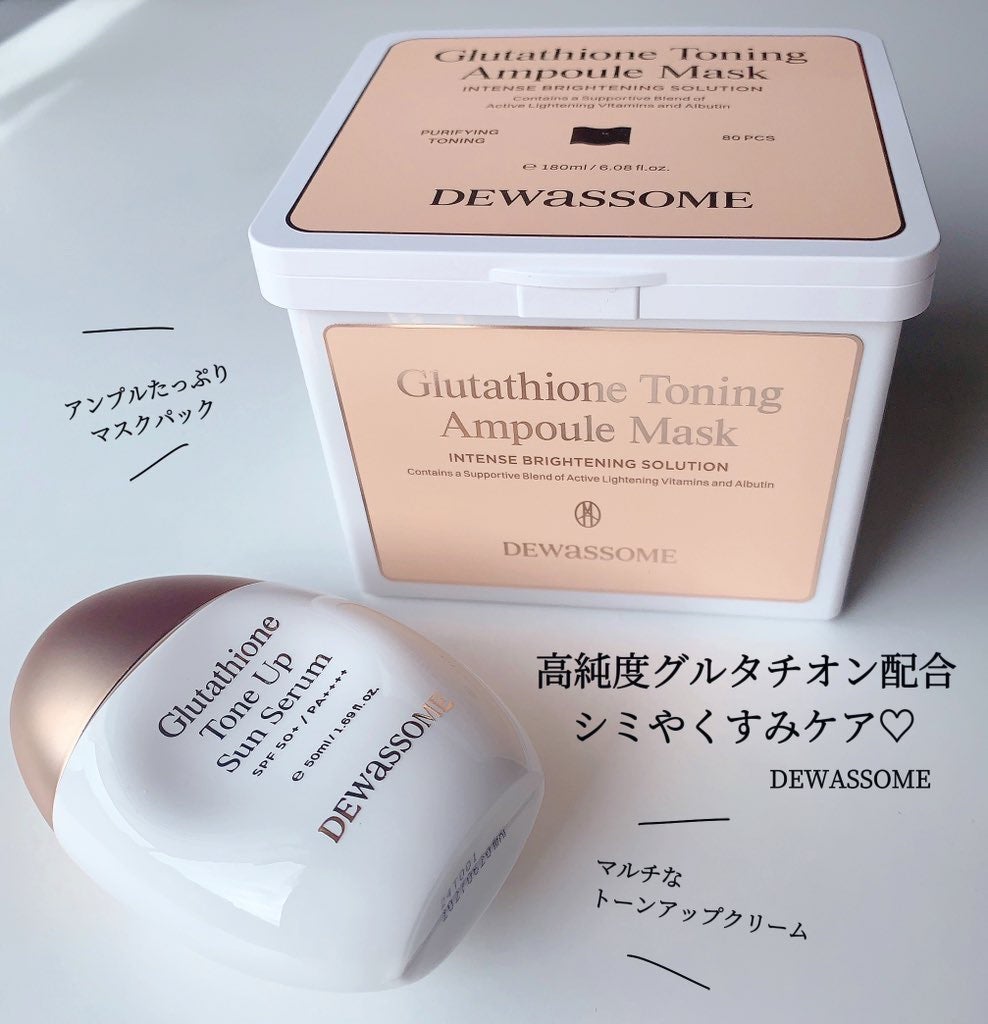 Glutathione Toning
Ampoule Mask
INTENSE BRIGHTENING SOLUTION
Contains a Supportive Blend of
Active Lightening Vitamins and Albutin
PURIFYING
TONING
80 PCS
℮ 180ml / 6.08 fl.oz.
DEWASSOME
Glutathione Toning
Ampoule Mask
INTENSE BRIGHTENING SOLUTION
Contains a Supportive Blend of Active Lightening Vitamins and Albutin
DEWASSOME
アンプルたっぷり
マスクパック
Glutathione
Tone Up
Sun Serum
SPF 50+ / PA++++
℮ 50ml / 1.69 fl.oz.
DEWASSOME
高純度グルタチオン配合
シミやくすみケア♡
DEWASSOME
マルチな
トーンアップクリーム